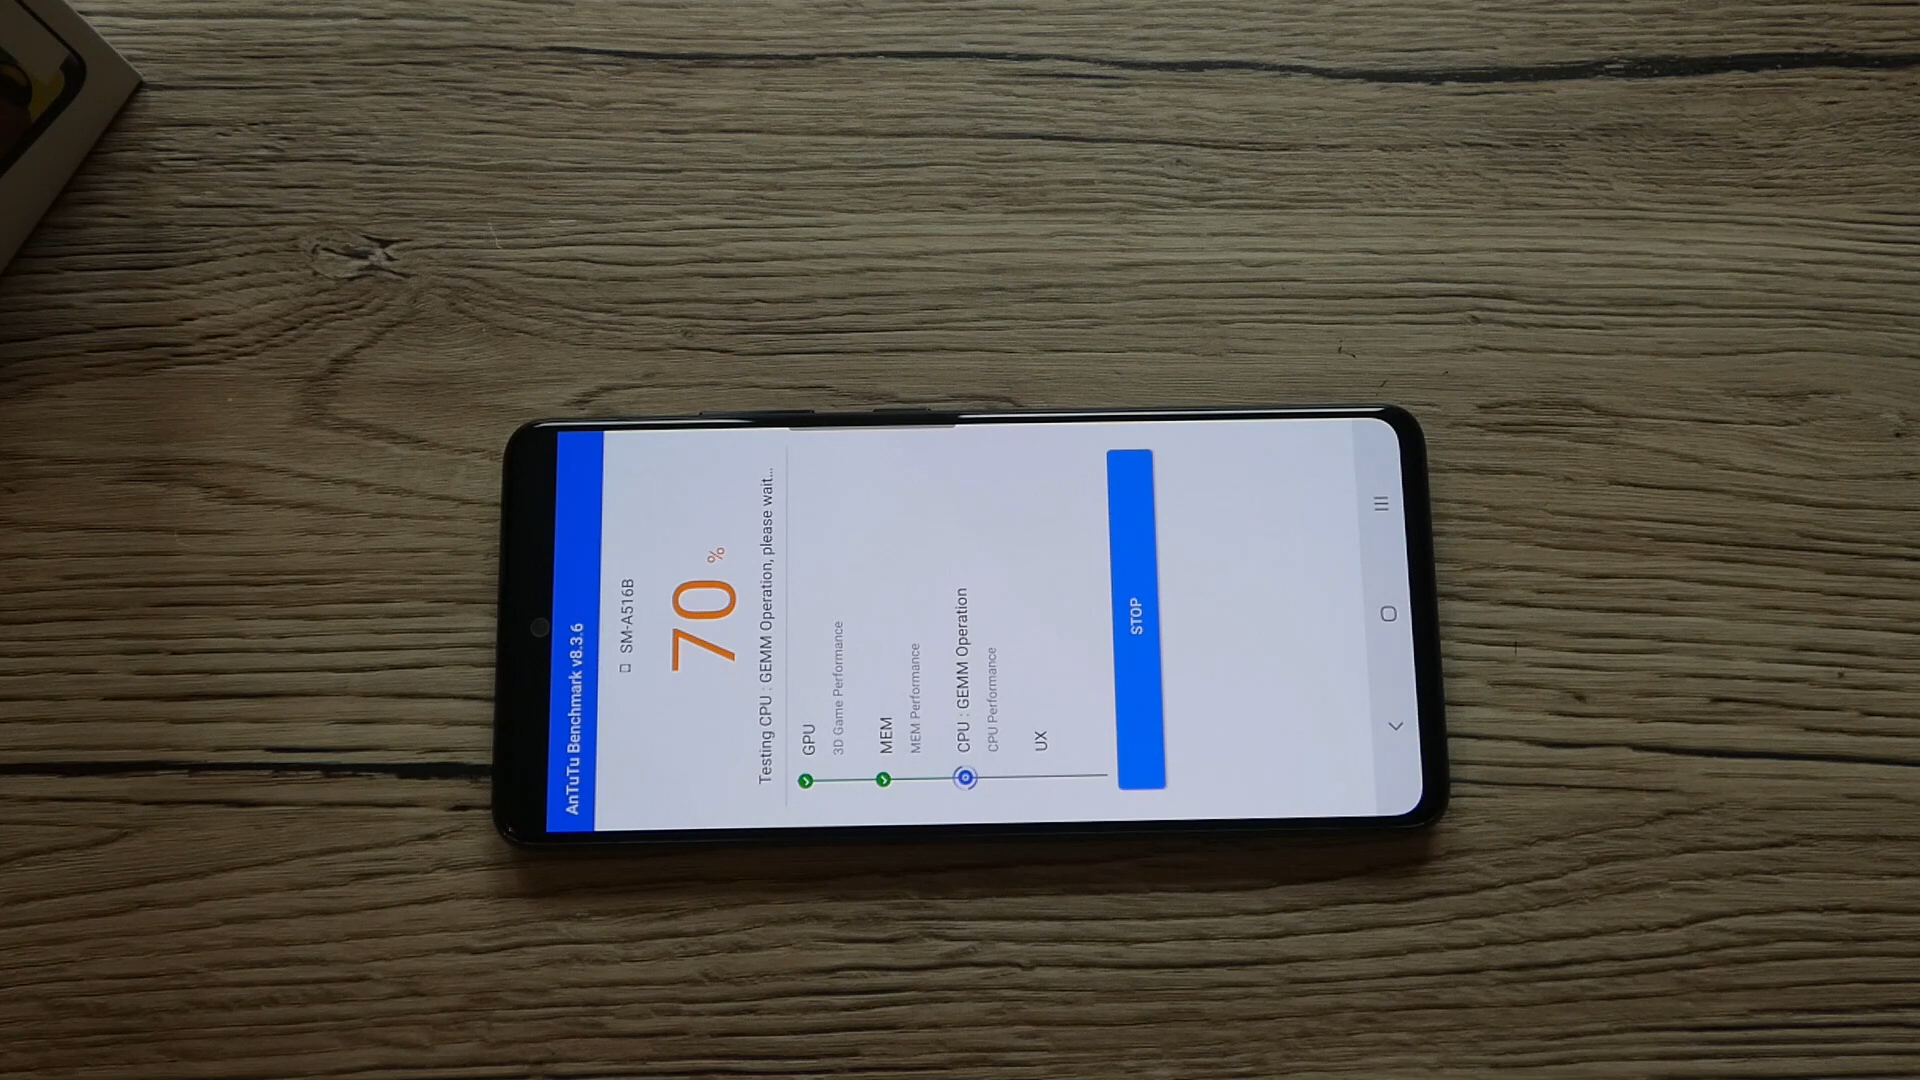 AnTuTu Benchmark v8.3.6
SM-A516B
70 %
Testing CPU : GEMM Operation, please wait...
GPU
3D Game Performance
MEM
MEM Performance
CPU : GEMM Operation
CPU Performance
UX
STOP